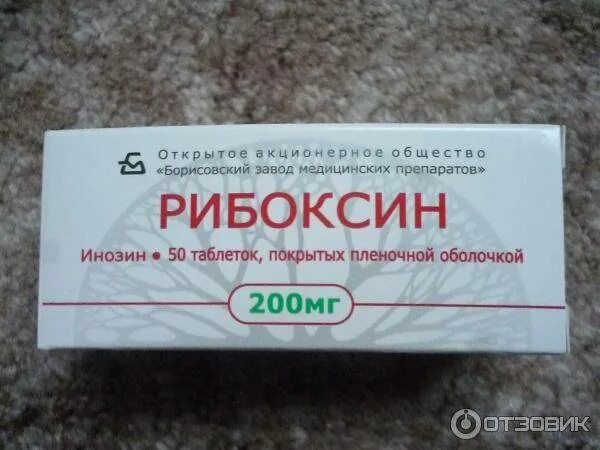 Открытое акционерное общество
«Борисовский завод медицинских препаратов»
РИБОКСИН
Инозин • 50 таблеток, покрытых пленочной оболочкой
200мг
ОТЗОВИК